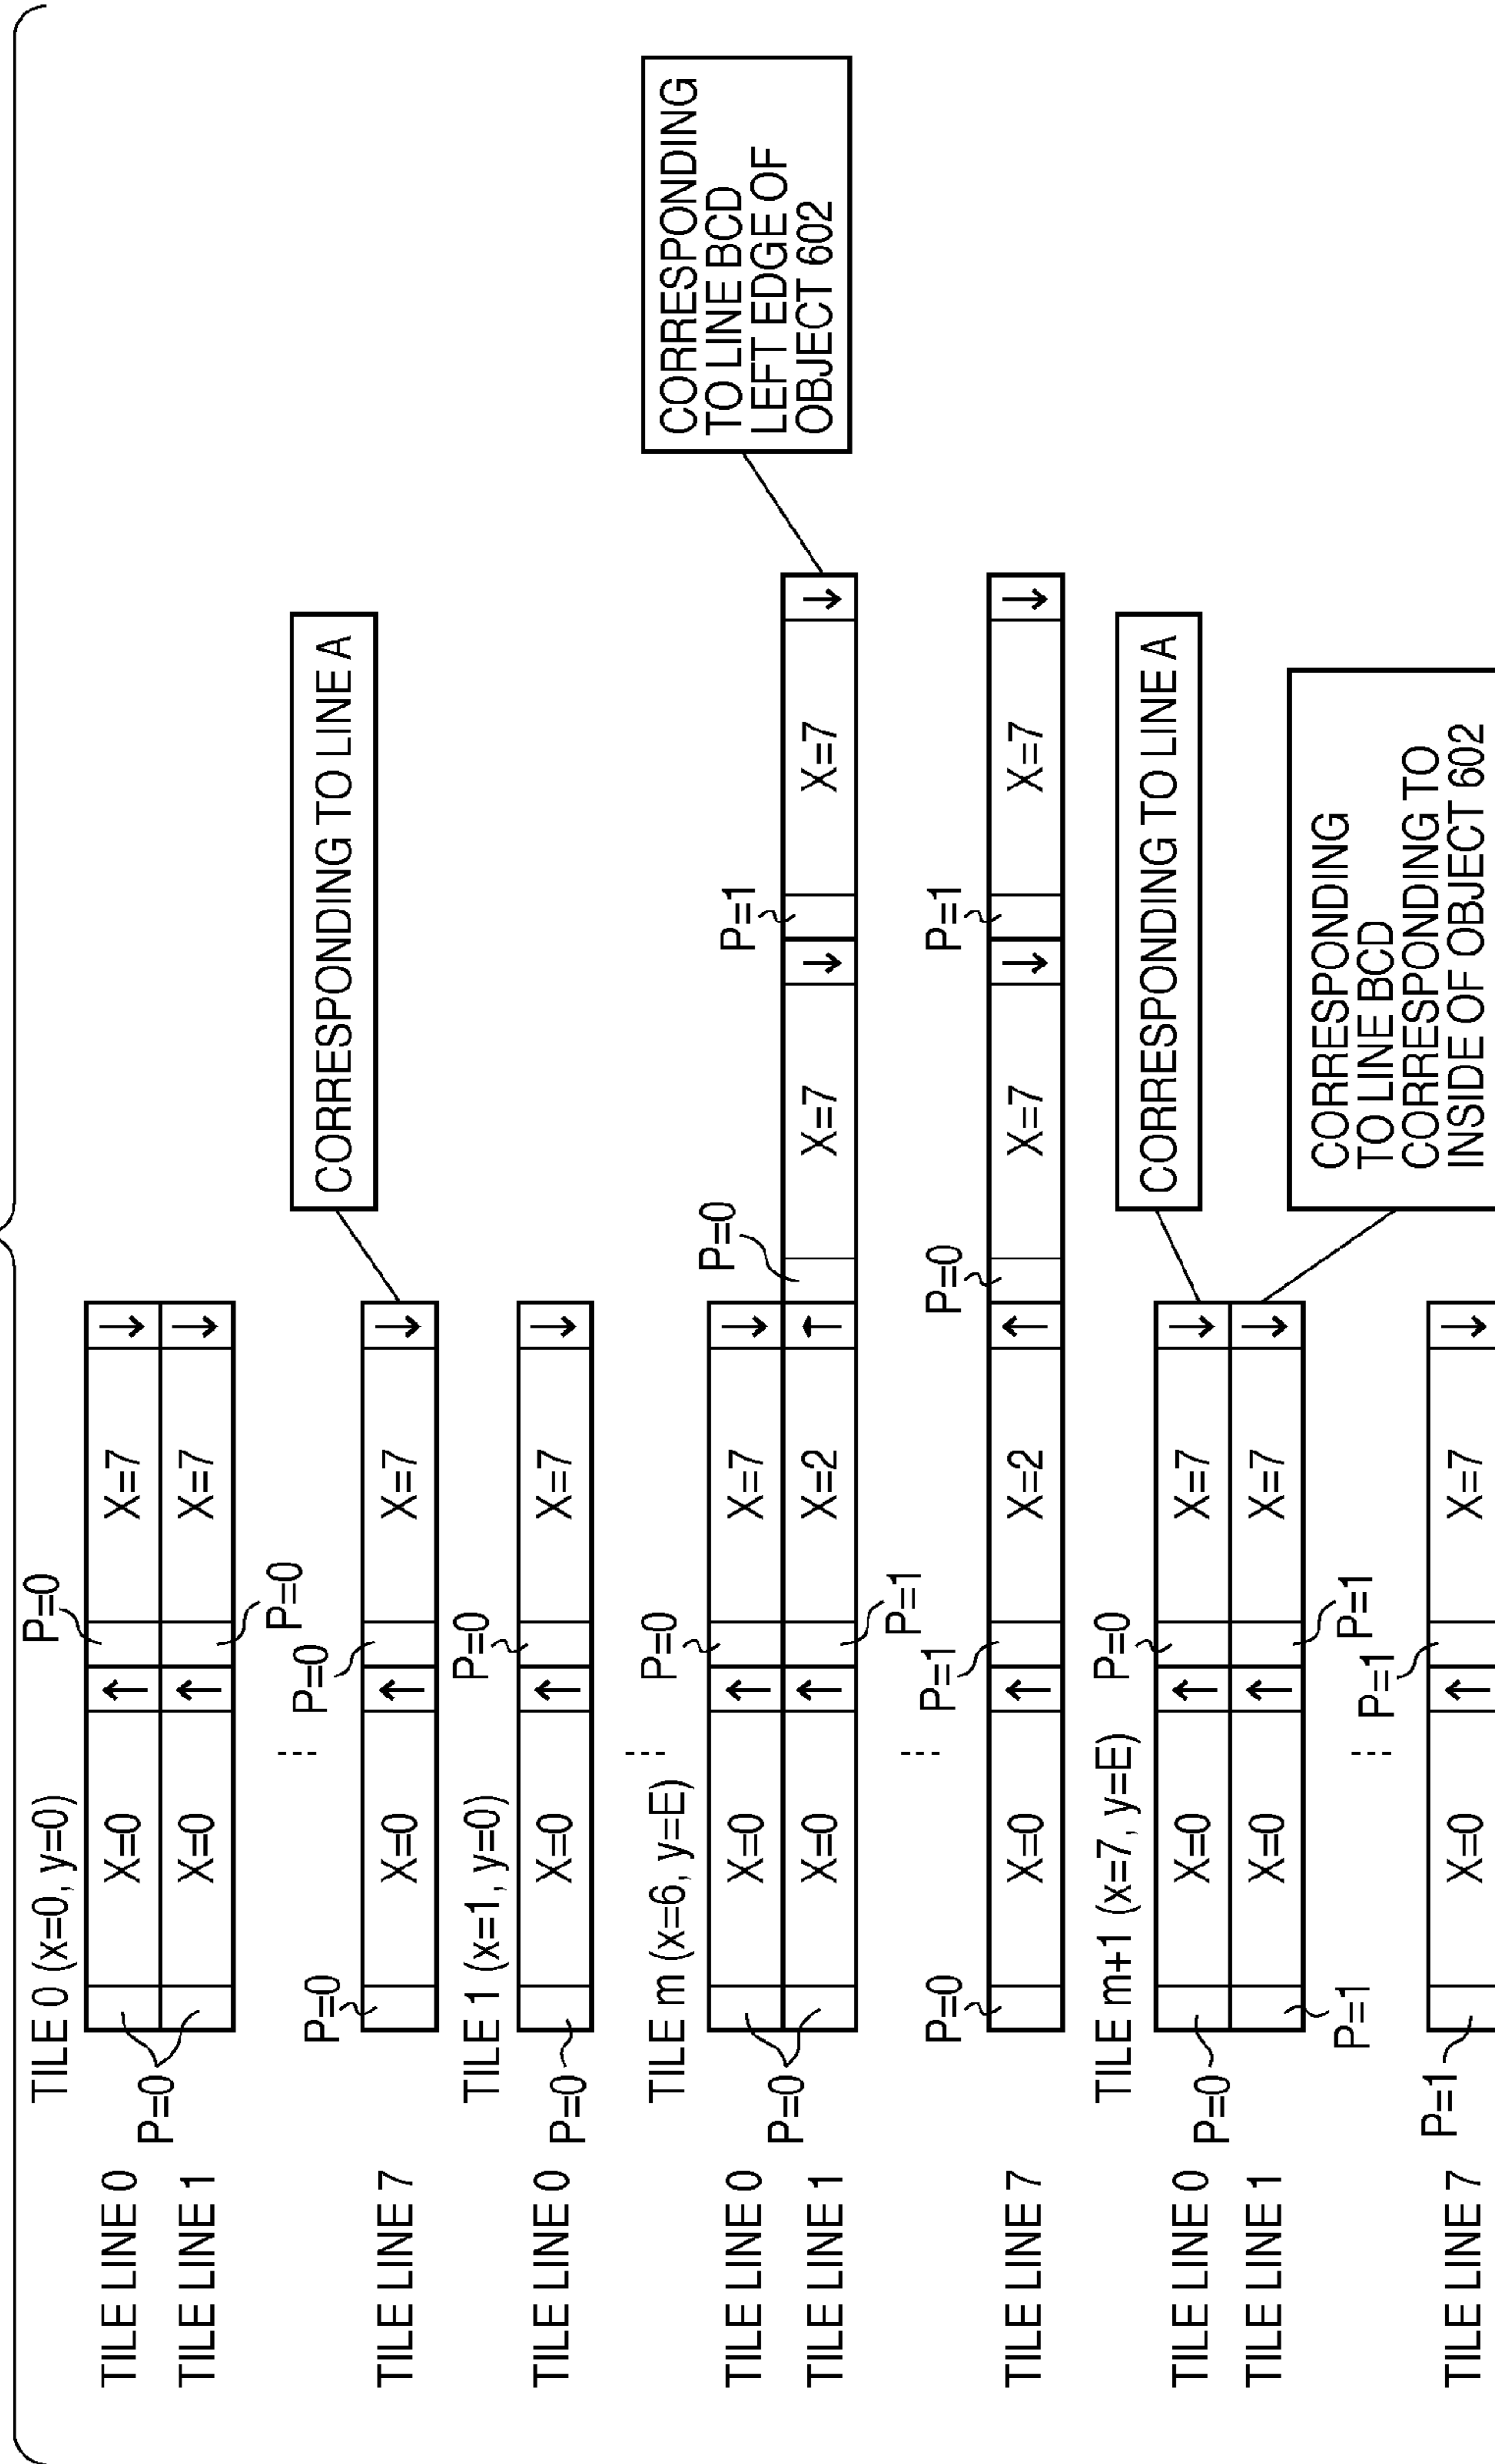 TILE 0 (x=0, y=0)
P=0
TILE LINE 0
X=0
X=7
TILE LINE 1
P=0
X=0
X=7
P=0
CORRESPONDING TO LINE A
P=0
P=0
TILE LINE 7
X=0
X=7
TILE 1 (x=1, y=0)
P=0
TILE LINE 0
P=0
X=0
X=7
TILE m (x=6, y=E)
P=0
P=0
P=1
CORRESPONDING
TO LINE BCD
LEFT EDGE OF
OBJECT 602
TILE LINE 0
X=0
X=7
TILE LINE 1
P=0
X=0
X=2
X=7
X=7
P=1
P=0
P=1
P=0
P=1
TILE LINE 7
X=0
X=2
X=7
X=7
TILE m+1 (x=7, y=E)
P=0
CORRESPONDING TO LINE A
TILE LINE 0
P=0
X=0
X=7
TILE LINE 1
X=0
X=7
P=1
P=1
CORRESPONDING
TO LINE BCD
CORRESPONDING TO
INSIDE OF OBJECT 602
P=1
P=1
TILE LINE 7
X=0
X=7